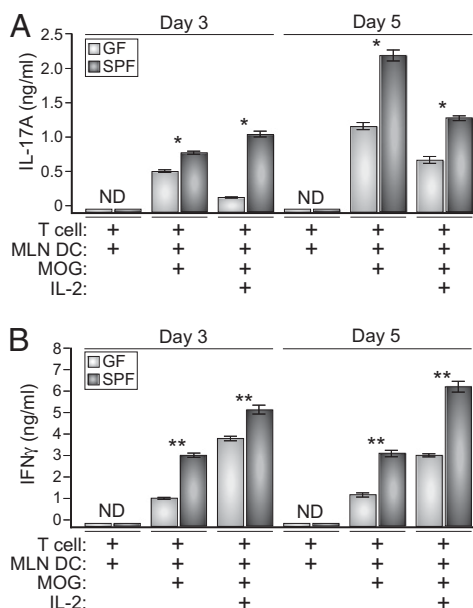 A
Day 3 Day 5
GF
SPF
IL-17A (ng/ml)
2.5
2.0
1.5
1.0
0.5
0
* * * *
ND ND
T cell: + + + + + +
MLN DC: + + + + + +
MOG: + + + +
IL-2: + +
B
Day 3 Day 5
GF
SPF
IFNγ (ng/ml)
8
7
6
5
4
3
2
1
0
** ** ** **
ND ND
T cell: + + + + + +
MLN DC: + + + + + +
MOG: + + + +
IL-2: + +